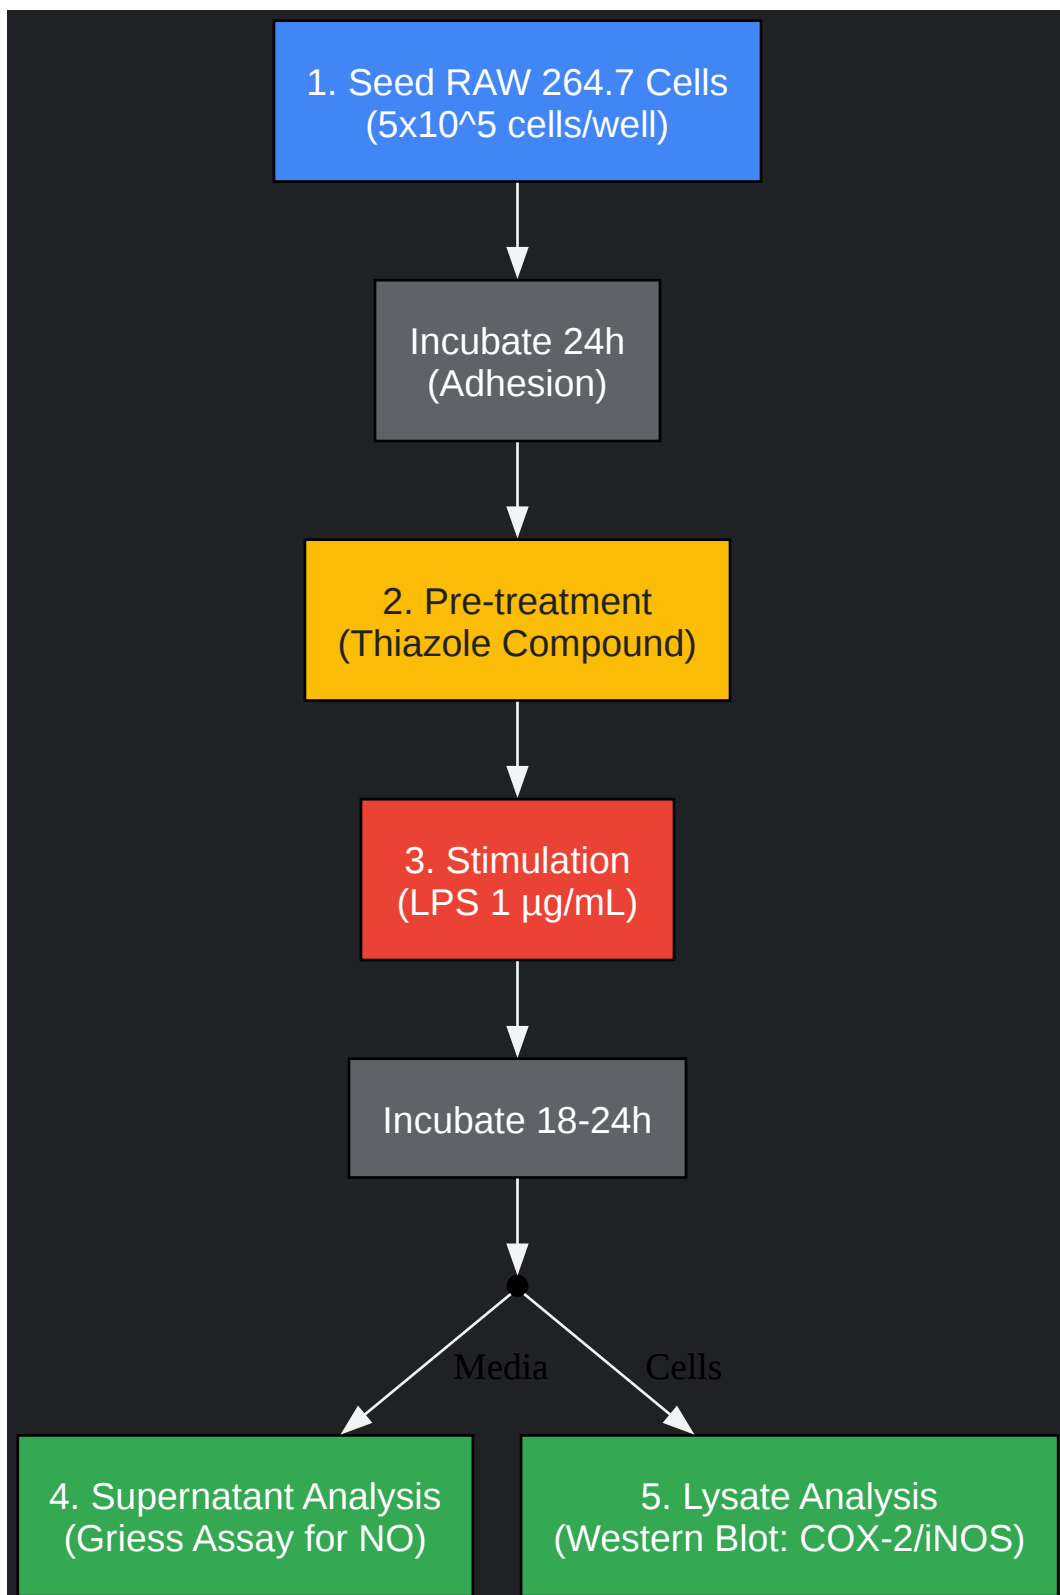 1. Seed RAW 264.7 Cells
(5x10^5 cells/well)
Incubate 24h
(Adhesion)
2. Pre-treatment
(Thiazole Compound)
3. Stimulation
(LPS 1 µg/mL)
Incubate 18-24h
Media
Cells
4. Supernatant Analysis
(Griess Assay for NO)
5. Lysate Analysis
(Western Blot: COX-2/iNOS)